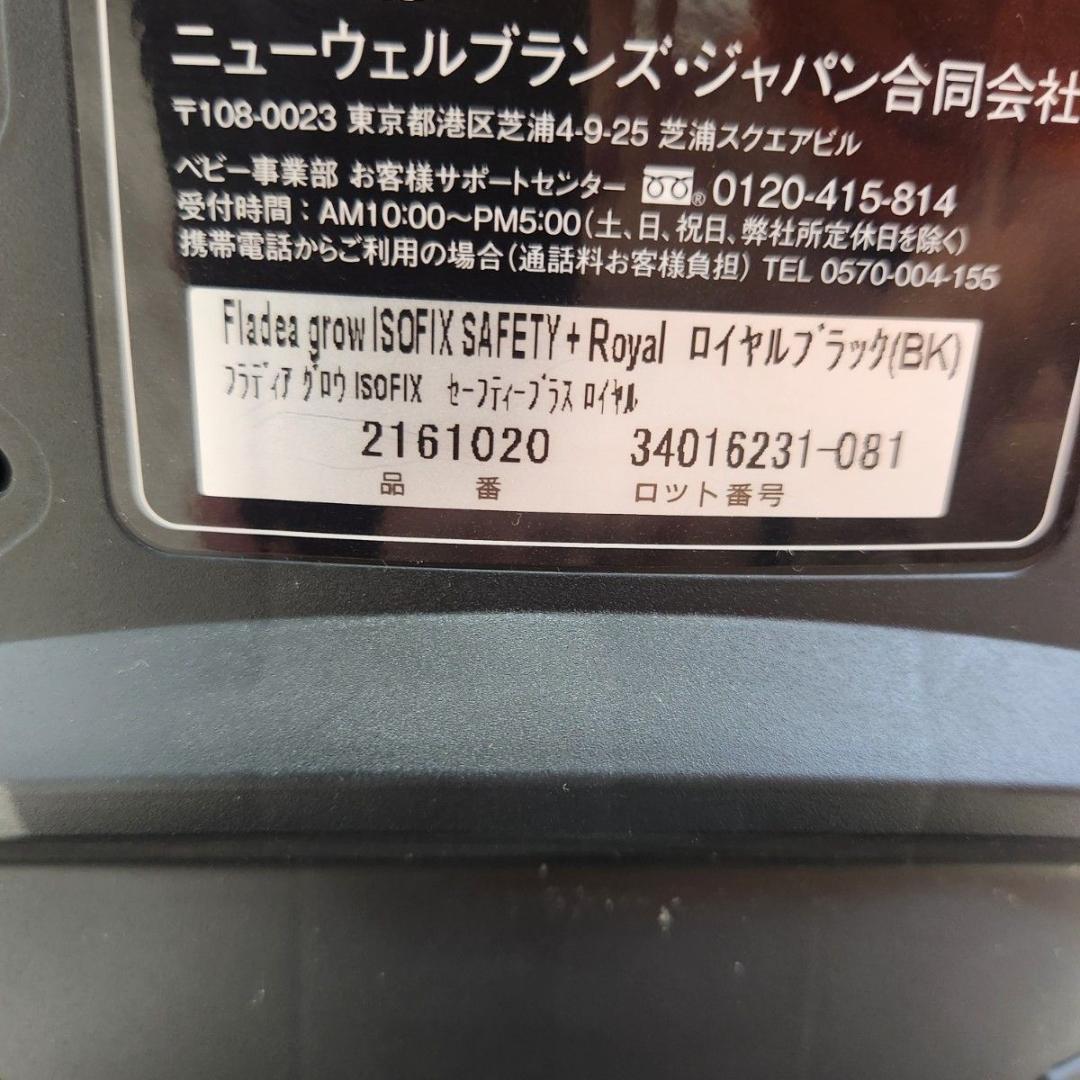 ニューウェルブランズ・ジャパン合同会社
〒108-0023 東京都港区芝浦4-9-25 芝浦スクエアビル
ベビー事業部 お客様サポートセンター ® 0120-415-814
受付時間：AM10:00〜PM5:00（土、日、祝日、弊社所定休日を除く）
携帯電話からご利用の場合（通話料お客様負担） TEL 0570-004-155
Fladea grow ISOFIX SAFETY+Royal ロイヤルブラック(BK)
フラディア グロウ ISOFIX セーフティープラス ロイヤル
2161020 34016231-081
品番 ロット番号